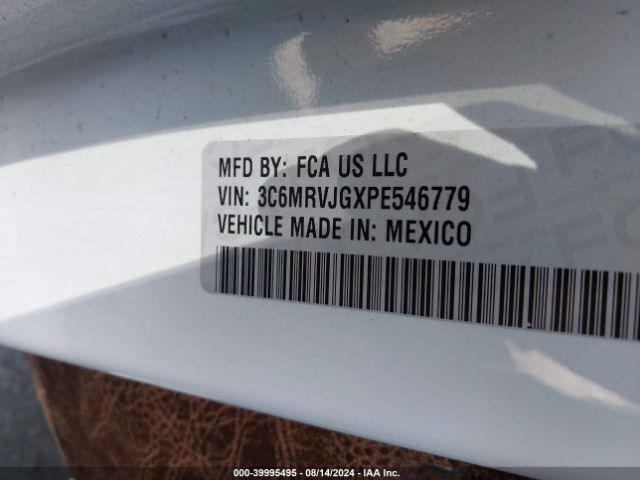 MFD BY: FCA US LLC
VIN: 3C6MRVJGXPE546779
VEHICLE MADE IN: MEXICO
000-39995495 - 08/14/2024 - IAA Inc.